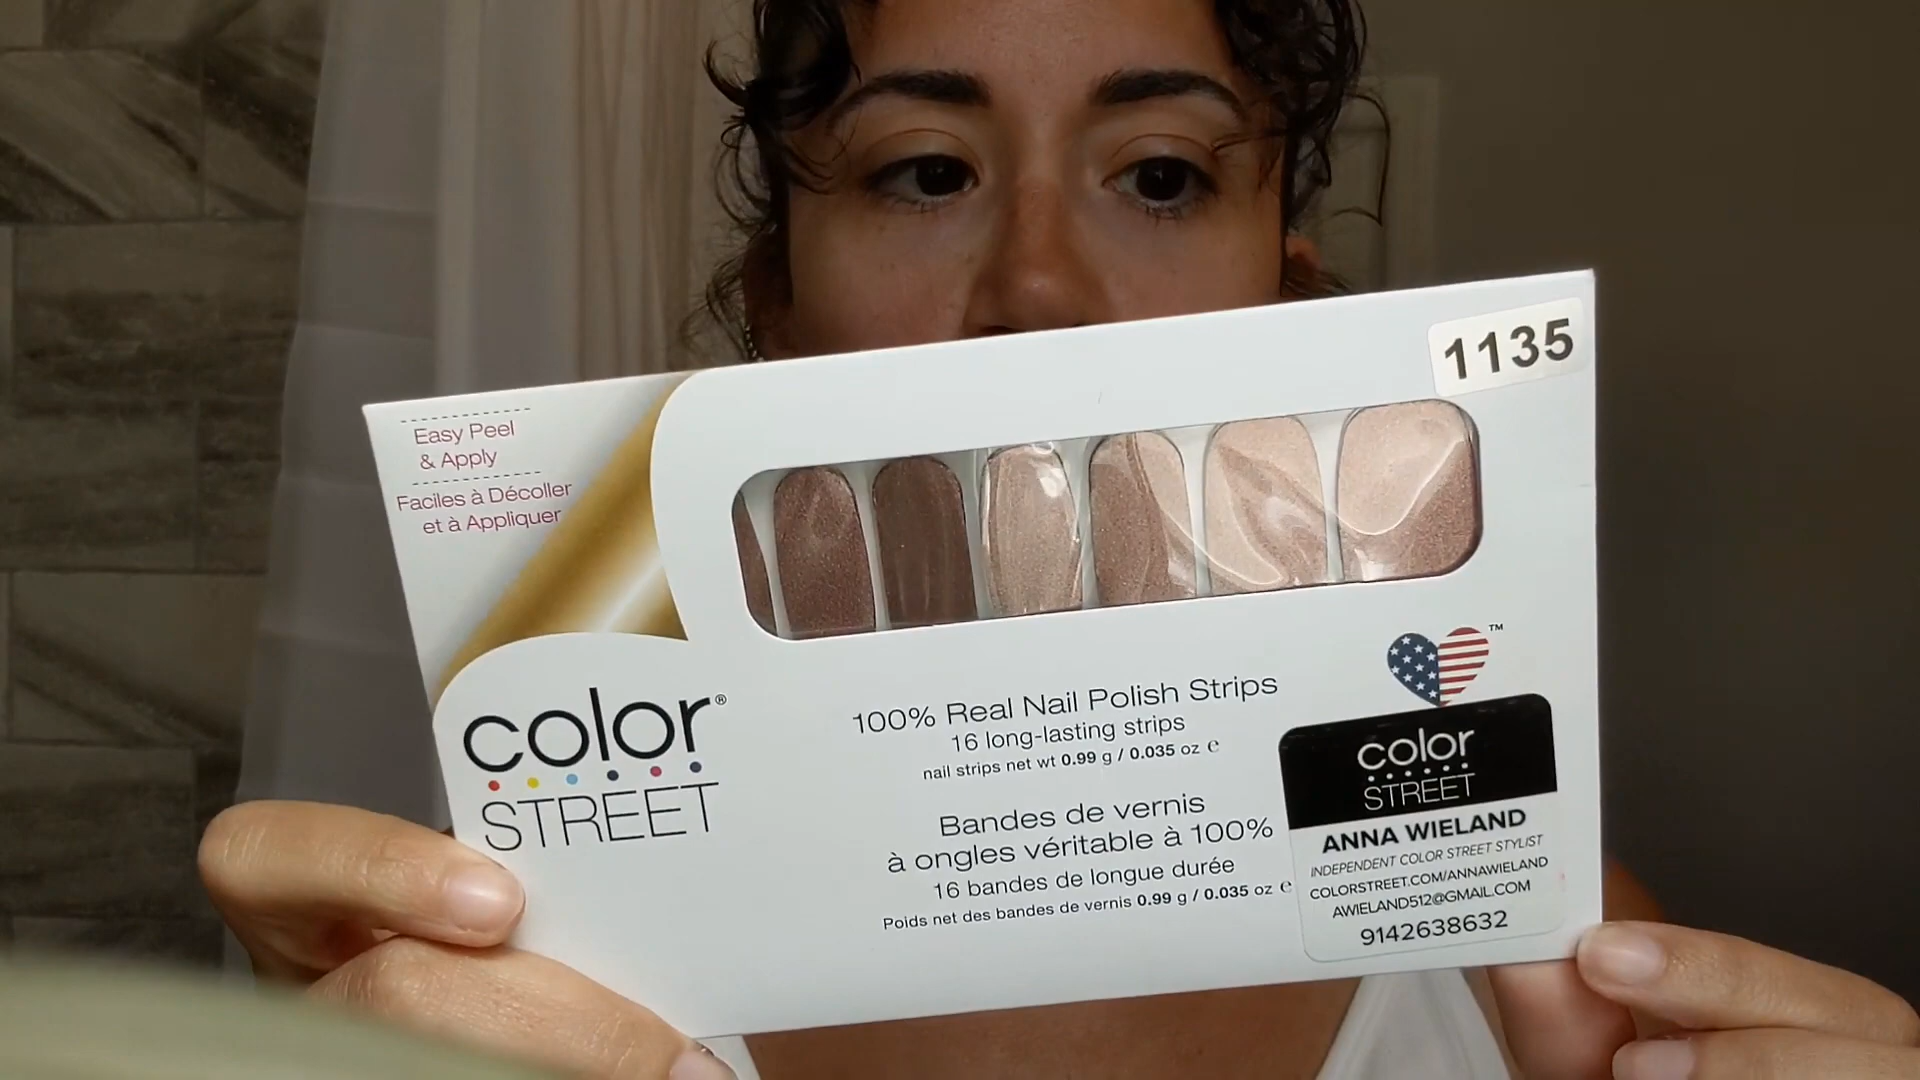 1135
Easy Peel
& Apply
Faciles à Décoller
et à Appliquer
color®
STREET
100% Real Nail Polish Strips
16 long-lasting strips
nail strips net wt 0.99 g / 0.035 oz e
Bandes de vernis
à ongles véritable à 100%
16 bandes de longue durée
Poids net des bandes de vernis 0.99 g / 0.035 oz e
™
color
STREET
ANNA WIELAND
INDEPENDENT COLOR STREET STYLIST
COLORSTREET.COM/ANNAWIELAND
AWIELAND512@GMAIL.COM
9142638632